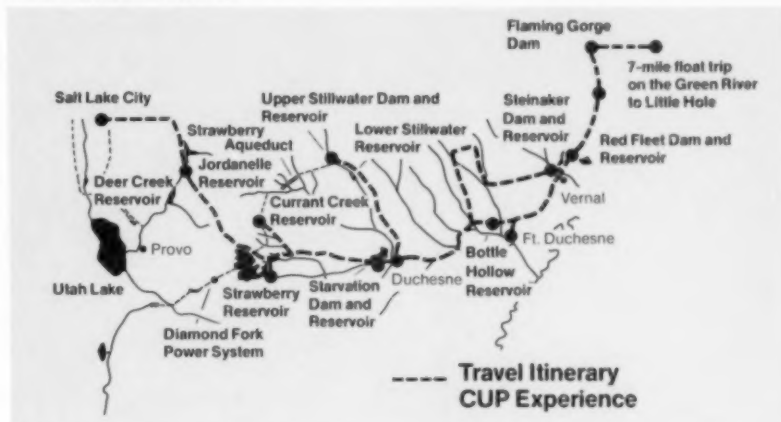 Flaming Gorge
Dam
7-mile float trip
on the Green River
to Little Hole
Salt Lake City
Upper Stillwater Dam and
Reservoir
Steinaker
Dam and
Reservoir
Strawberry
Aqueduct
Lower Stillwater
Reservoir
Red Fleet Dam and
Reservoir
Jordanelle
Reservoir
Deer Creek
Reservoir
Currant Creek
Reservoir
Vernal
Provo
Ft. Duchesne
Utah Lake
Strawberry
Reservoir
Starvation
Dam and
Reservoir
Duchesne
Bottle
Hollow
Reservoir
Diamond Fork
Power System
Travel Itinerary
CUP Experience